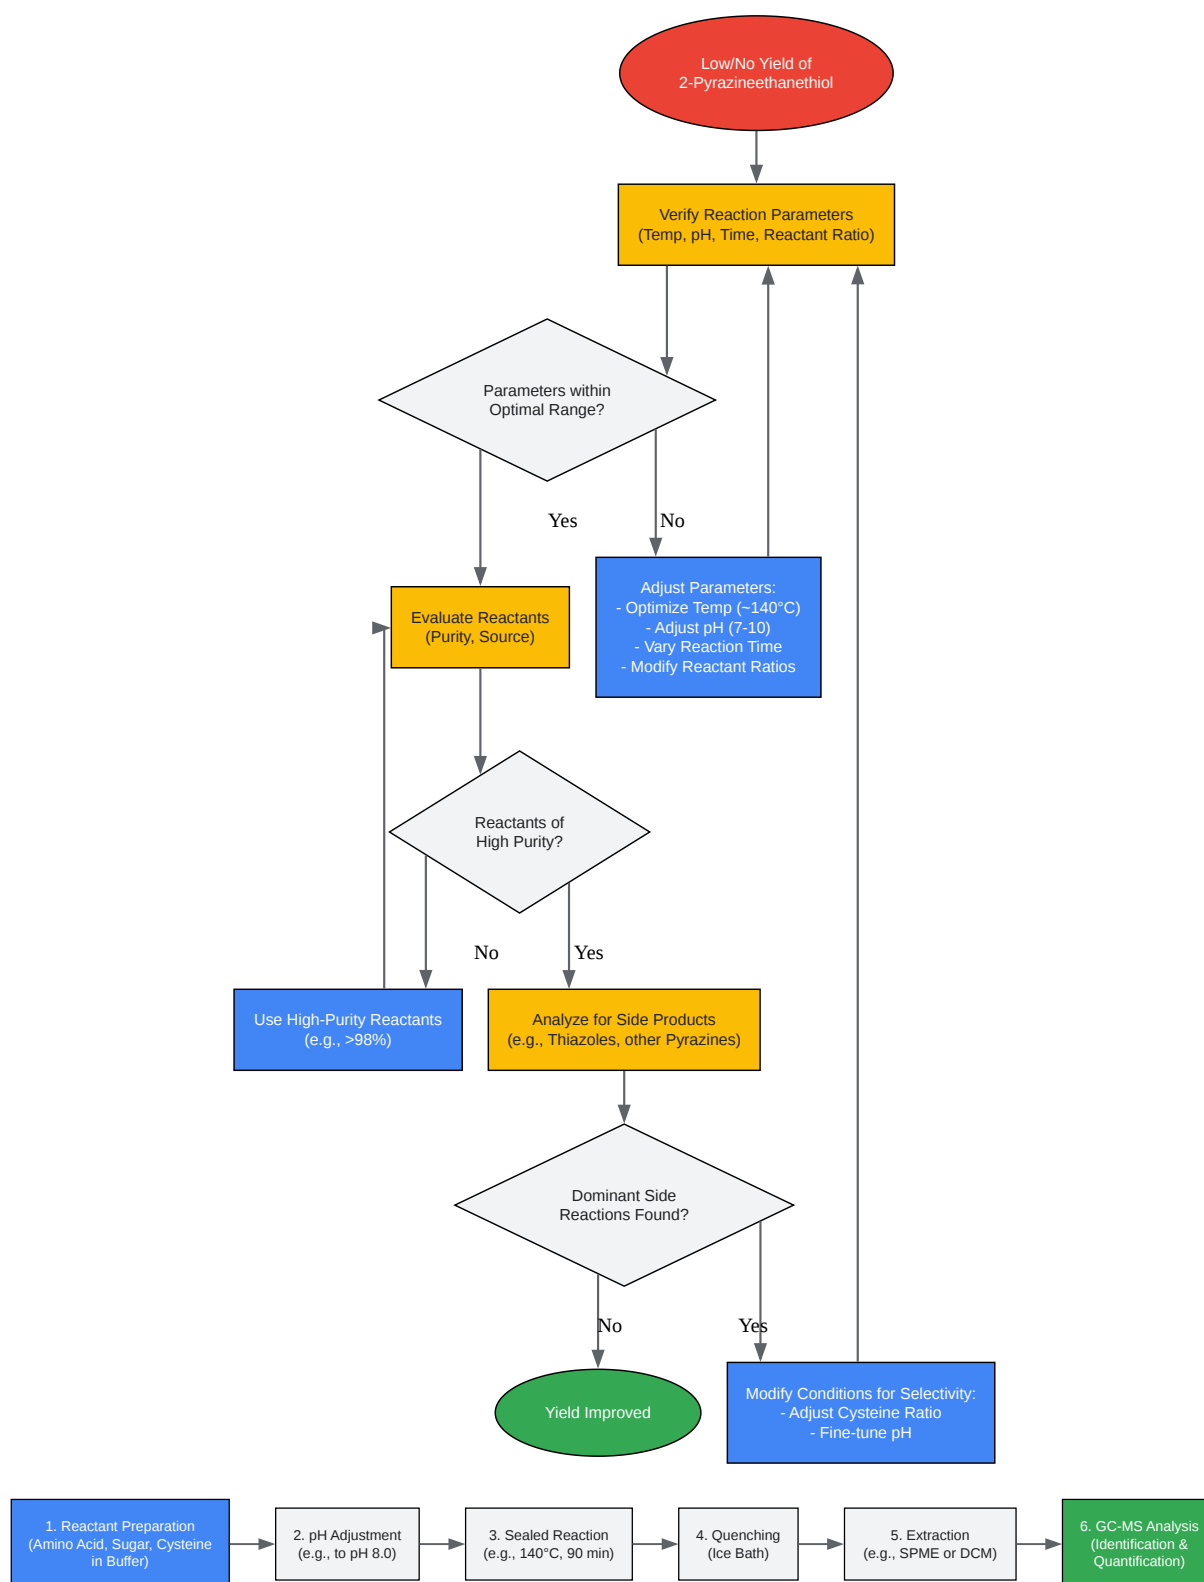 Low/No Yield of
2-Pyrazineethanethiol
Verify Reaction Parameters
(Temp, pH, Time, Reactant Ratio)
Parameters within
Optimal Range?
Yes
No
Evaluate Reactants
(Purity, Source)
Adjust Parameters:
- Optimize Temp (~140°C)
- Adjust pH (7-10)
- Vary Reaction Time
- Modify Reactant Ratios
Reactants of
High Purity?
No
Yes
Use High-Purity Reactants
(e.g., >98%)
Analyze for Side Products
(e.g., Thiazoles, other Pyrazines)
Dominant Side
Reactions Found?
No
Yes
Yield Improved
Modify Conditions for Selectivity:
- Adjust Cysteine Ratio
- Fine-tune pH
1. Reactant Preparation
(Amino Acid, Sugar, Cysteine
in Buffer)
2. pH Adjustment
(e.g., to pH 8.0)
3. Sealed Reaction
(e.g., 140°C, 90 min)
4. Quenching
(Ice Bath)
5. Extraction
(e.g., SPME or DCM)
6. GC-MS Analysis
(Identification &
Quantification)